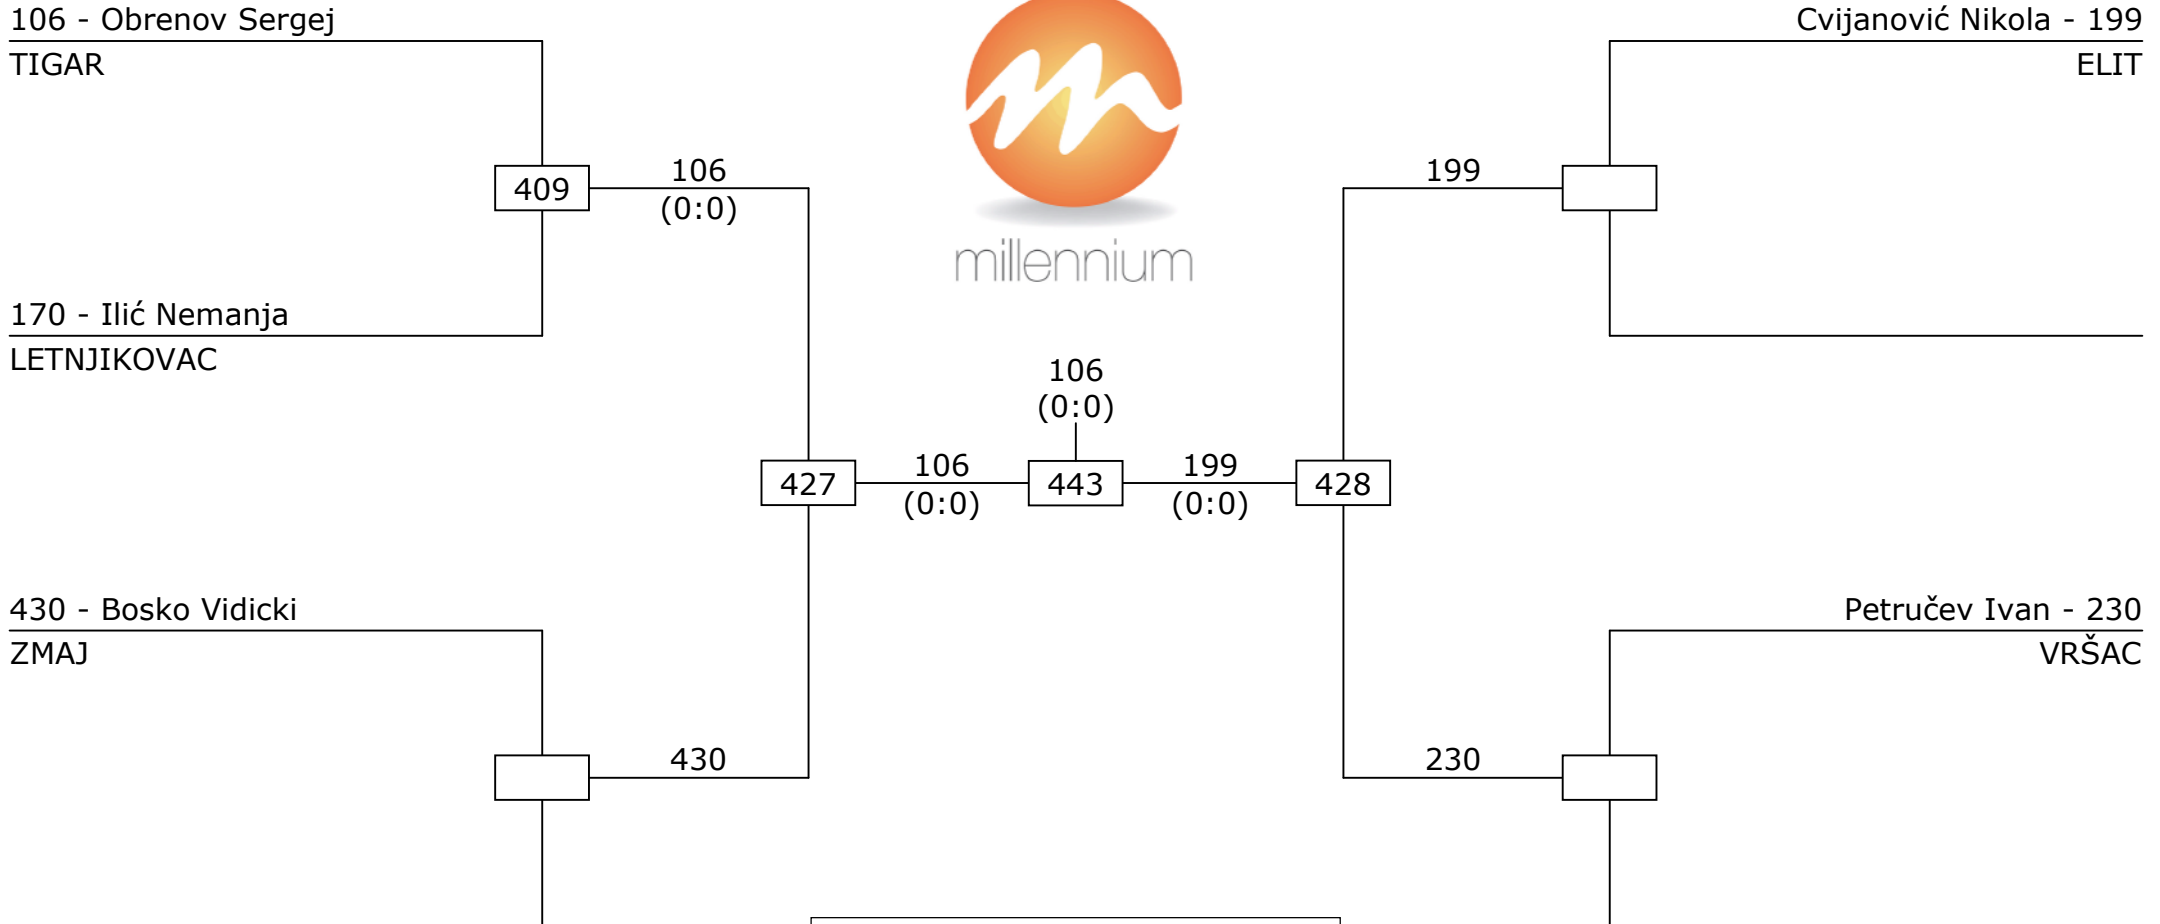 106 - Obrenov Sergej
TIGAR
409
106
(0:0)
170 - Ilić Nemanja
LETNJIKOVAC
430 - Bosko Vidicki
ZMAJ
430
427
106
(0:0)
millennium
106
(0:0)
443
199
(0:0)
428
Cvijanović Nikola - 199
ELIT
199
Petručev Ivan - 230
VRŠAC
230